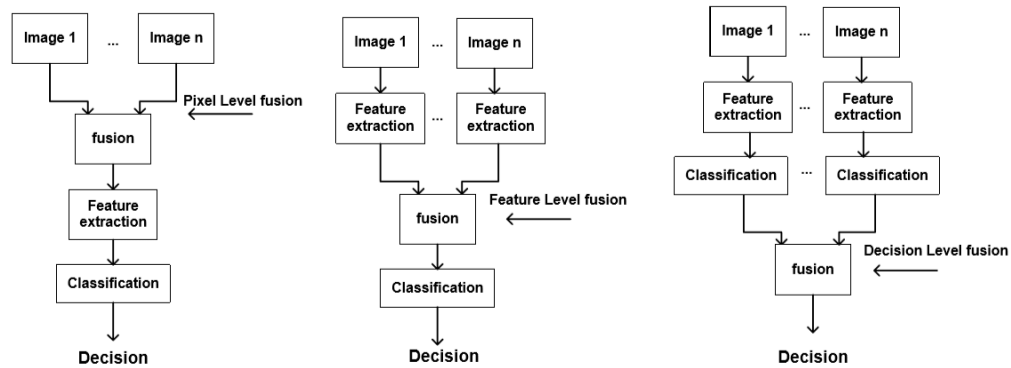 Image 1
...
Image n
Pixel Level fusion
fusion
Feature
extraction
Classification
Decision
Image 1
...
Image n
Feature
extraction
...
Feature
extraction
Feature Level fusion
fusion
Classification
Decision
Image 1
...
Image n
Feature
extraction
...
Feature
extraction
Classification
...
Classification
Decision Level fusion
fusion
Decision